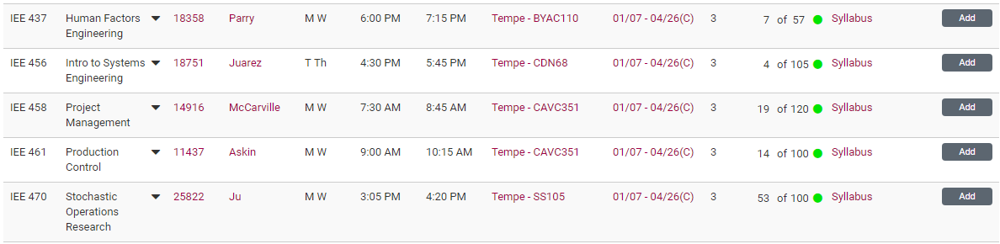 IEE 437 Human Factors 18358 Parry M W 6:00 PM 7:15 PM Tempe - BYAC110 01/07 - 04/26(C) 3 7 of 57 Syllabus Add
Engineering
IEE 456 Intro to Systems 18751 Juarez T Th 4:30 PM 5:45 PM Tempe - CDN68 01/07 - 04/26(C) 3 4 of 105 Syllabus Add
Engineering
IEE 458 Project 14916 McCarville M W 7:30 AM 8:45 AM Tempe - CAVC351 01/07 - 04/26(C) 3 19 of 120 Syllabus Add
Management
IEE 461 Production 11437 Askin M W 9:00 AM 10:15 AM Tempe - CAVC351 01/07 - 04/26(C) 3 14 of 100 Syllabus Add
Control
IEE 470 Stochastic 25822 Ju M W 3:05 PM 4:20 PM Tempe - SS105 01/07 - 04/26(C) 3 53 of 100 Syllabus Add
Operations
Research